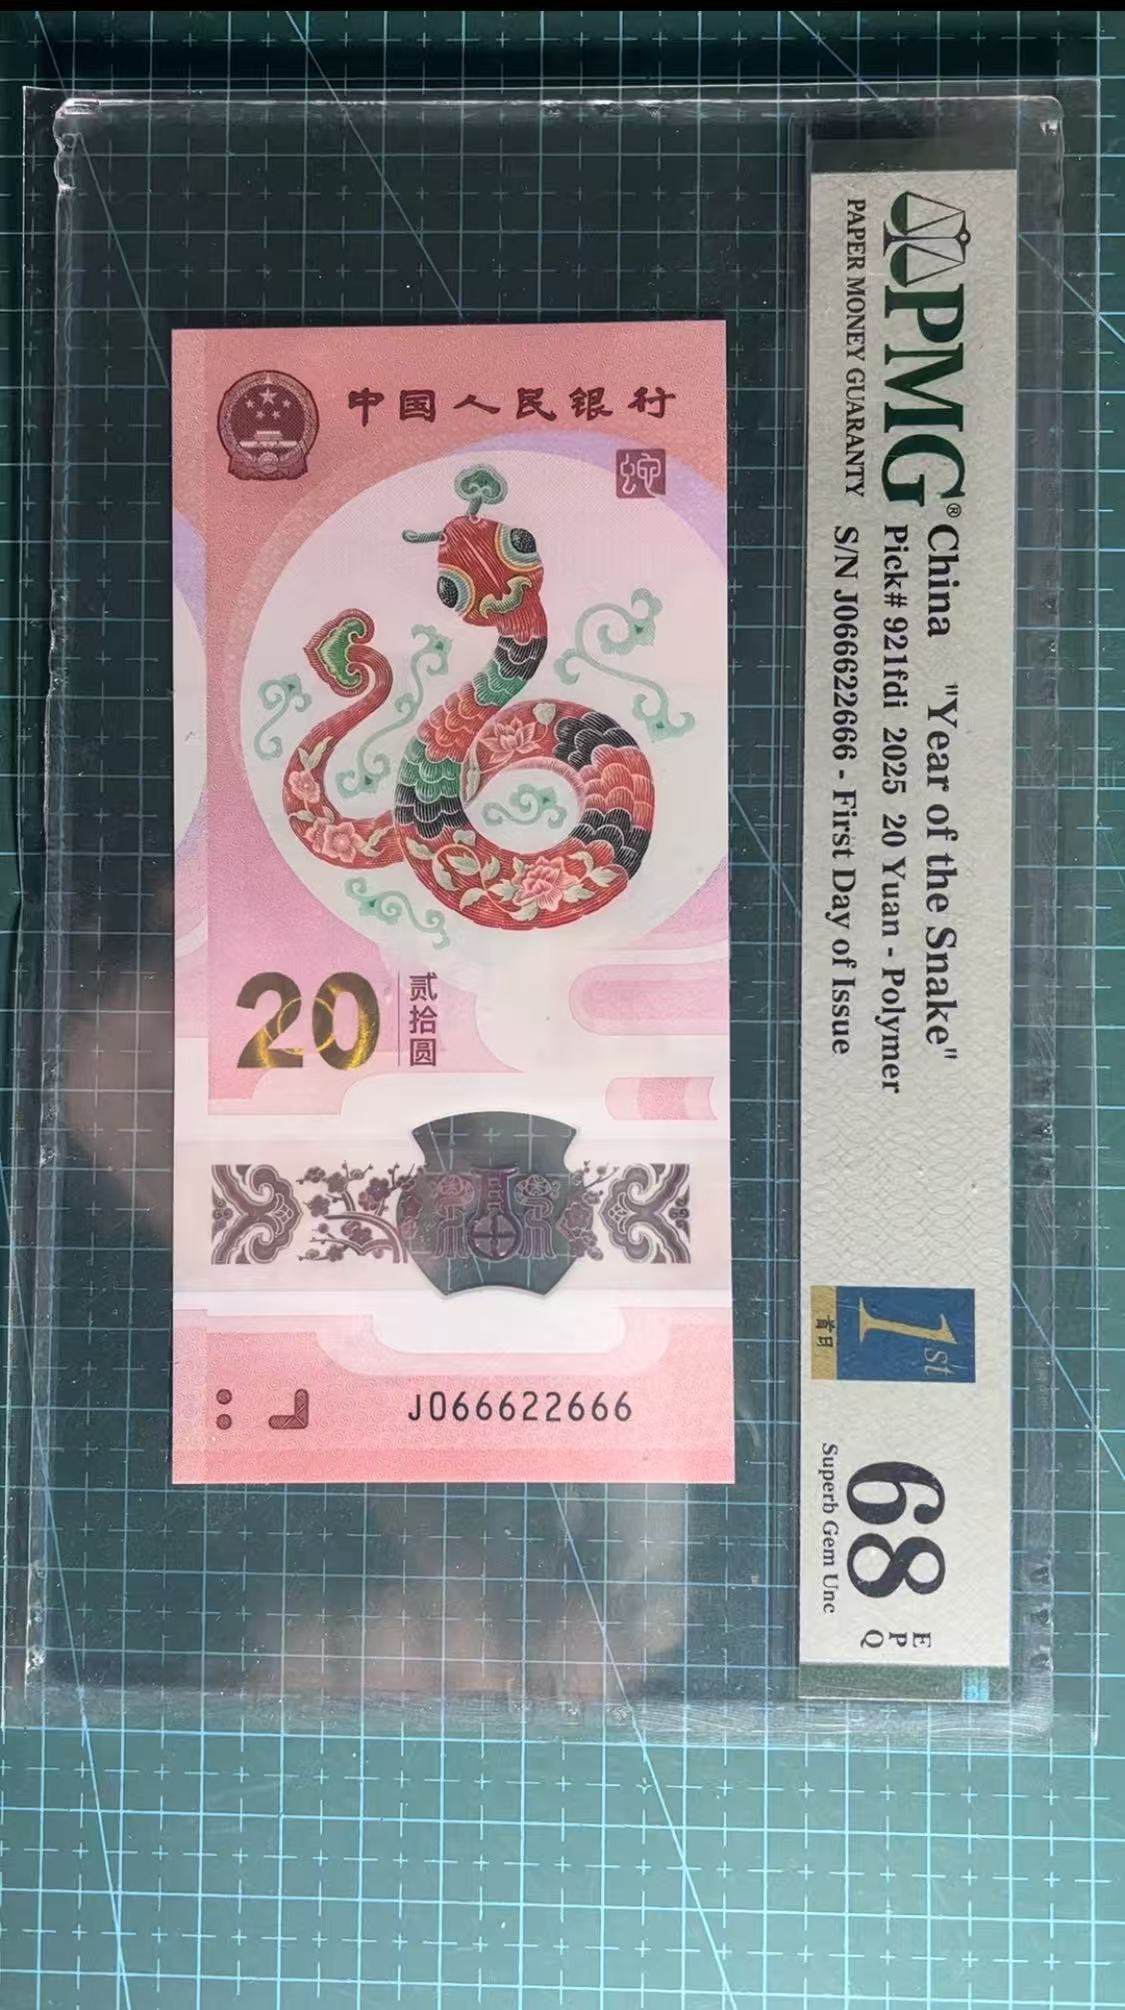 PMG®
PAPER MONEY GUARANTY
China "Year of the Snake"
Pick# 921fdi 2025 20 Yuan - Polymer
S/N J066622666 - First Day of Issue
1st
首日
68
EPQ
Superb Gem Unc
中国人民银行
蛇
20
贰拾圆
J066622666